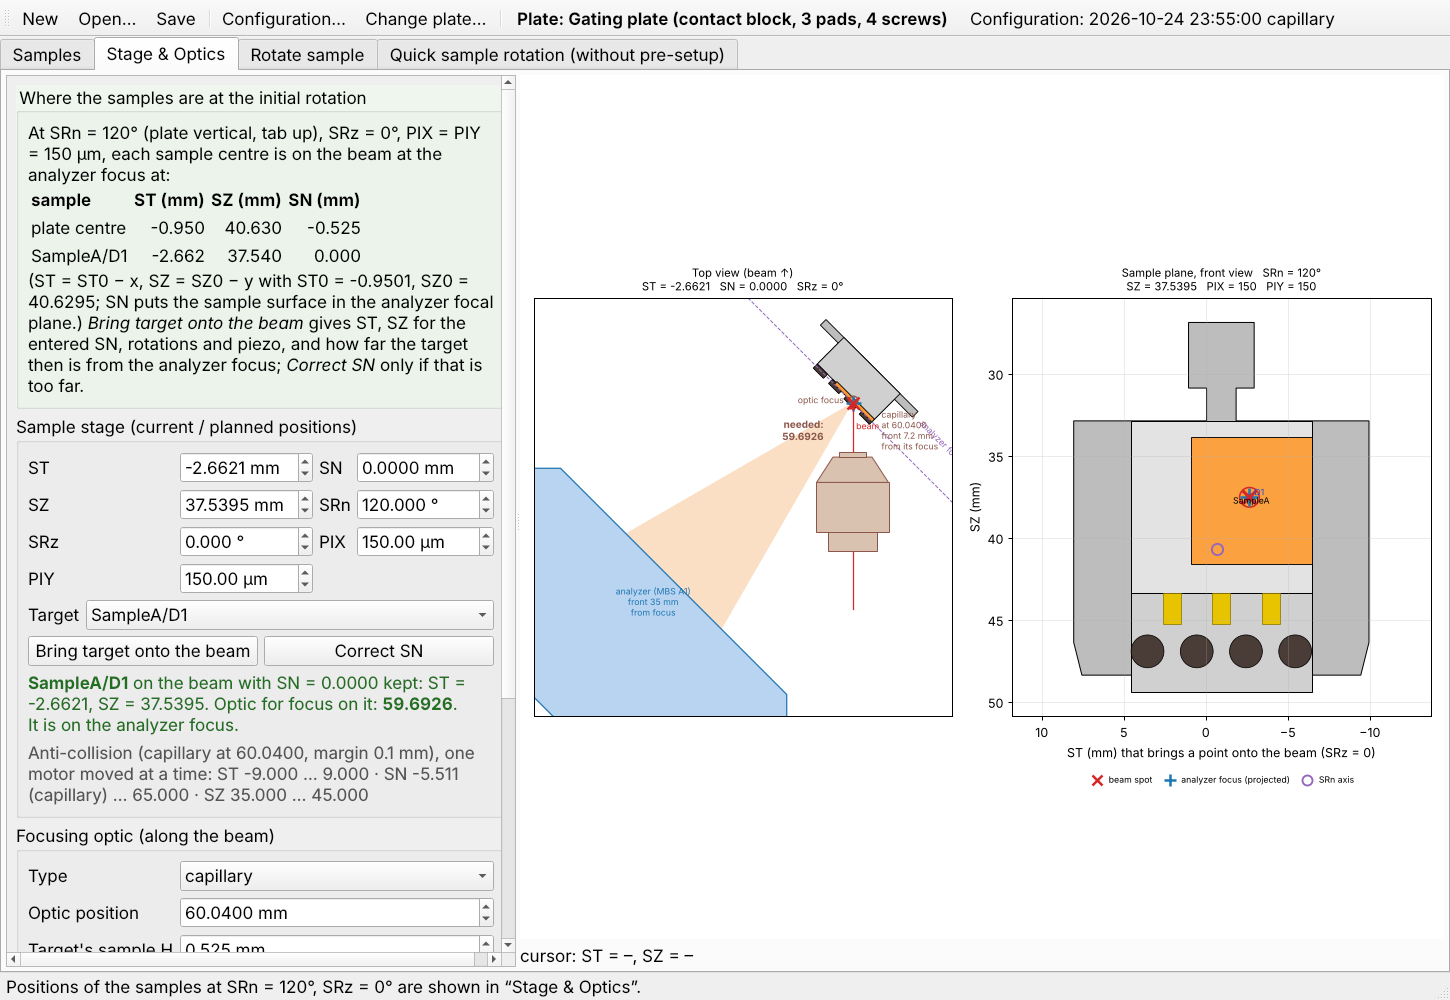 New Open... Save Configuration... Change plate... Plate: Gating plate (contact block, 3 pads, 4 screws) Configuration: 2026-10-24 23:55:00 capillary
Samples Stage & Optics Rotate sample Quick sample rotation (without pre-setup)
Where the samples are at the initial rotation
At SRn = 120° (plate vertical, tab up), SRz = 0°, PIX = PIY
= 150 µm, each sample centre is on the beam at the
analyzer focus at:
sample ST (mm) SZ (mm) SN (mm)
plate centre -0.950 40.630 -0.525
SampleA/D1 -2.662 37.540 0.000
(ST = ST0 − x, SZ = SZ0 − y with ST0 = -0.9501, SZ0 =
40.6295; SN puts the sample surface in the analyzer focal
plane.) Bring target onto the beam gives ST, SZ for the
entered SN, rotations and piezo, and how far the target
then is from the analyzer focus; Correct SN only if that is
too far.
Sample stage (current / planned positions)
ST -2.6621 mm SN 0.0000 mm
SZ 37.5395 mm SRn 120.000 °
SRz 0.000 ° PIX 150.00 µm
PIY 150.00 µm
Target SampleA/D1
Bring target onto the beam Correct SN
SampleA/D1 on the beam with SN = 0.0000 kept: ST =
-2.6621, SZ = 37.5395. Optic for focus on it: 59.6926.
It is on the analyzer focus.
Anti-collision (capillary at 60.0400, margin 0.1 mm), one
motor moved at a time: ST -9.000 ... 9.000 · SN -5.511
(capillary) ... 65.000 · SZ 35.000 ... 45.000
Focusing optic (along the beam)
Type capillary
Optic position 60.0400 mm
Target's sample H 0.525 mm
Top view (beam ↑)
ST = -2.6621 SN = 0.0000 SRz = 0°
optic focus
needed:
59.6926
beam
capillary
at 60.0400
front 7.2 mm
from its focus
analyzer (MBS A1)
front 35 mm
from focus
Sample plane, front view SRn = 120°
SZ = 37.5395 PIX = 150 PIY = 150
SZ (mm)
30
35
40
45
50
SampleA
10 5 0 −5 −10
ST (mm) that brings a point onto the beam (SRz = 0)
beam spot analyzer focus (projected) SRn axis
cursor: ST = –, SZ = –
Positions of the samples at SRn = 120°, SRz = 0° are shown in “Stage & Optics”.